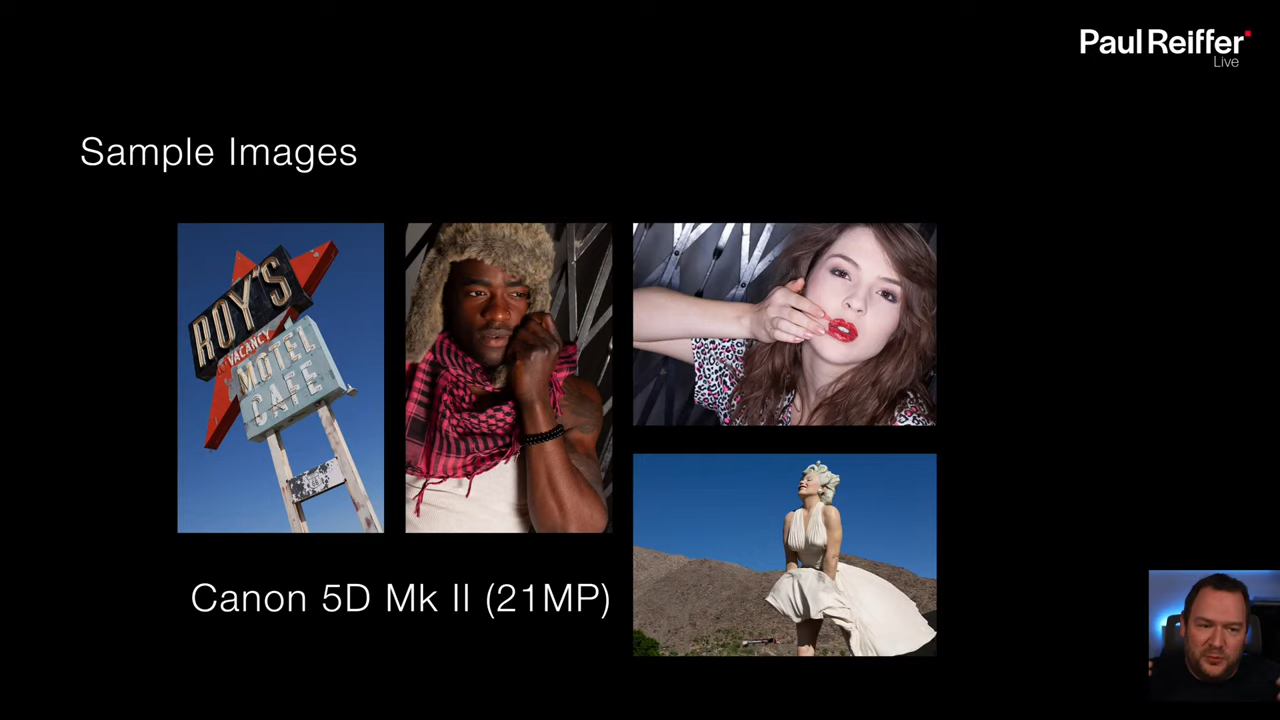 Paul Reiffer
Live
Sample Images
ROY'S
VACANCY
MOTEL
CAFE
Canon 5D Mk II (21MP)